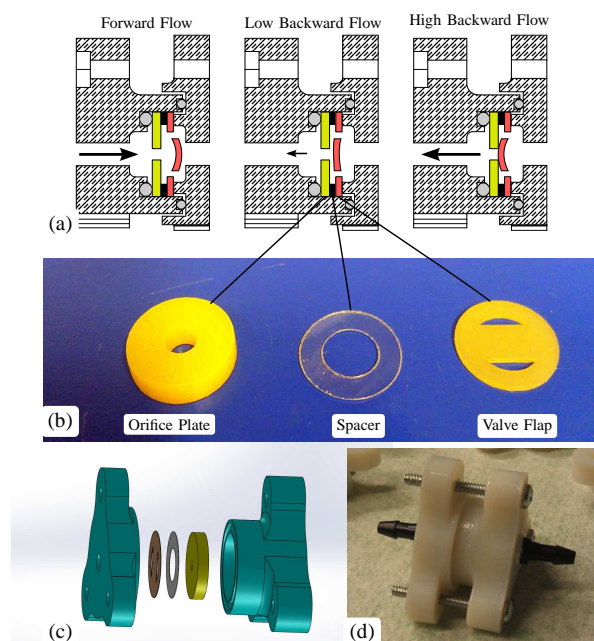 Forward Flow
Low Backward Flow
High Backward Flow
(a)
(b)
Orifice Plate
Spacer
Valve Flap
(c)
(d)